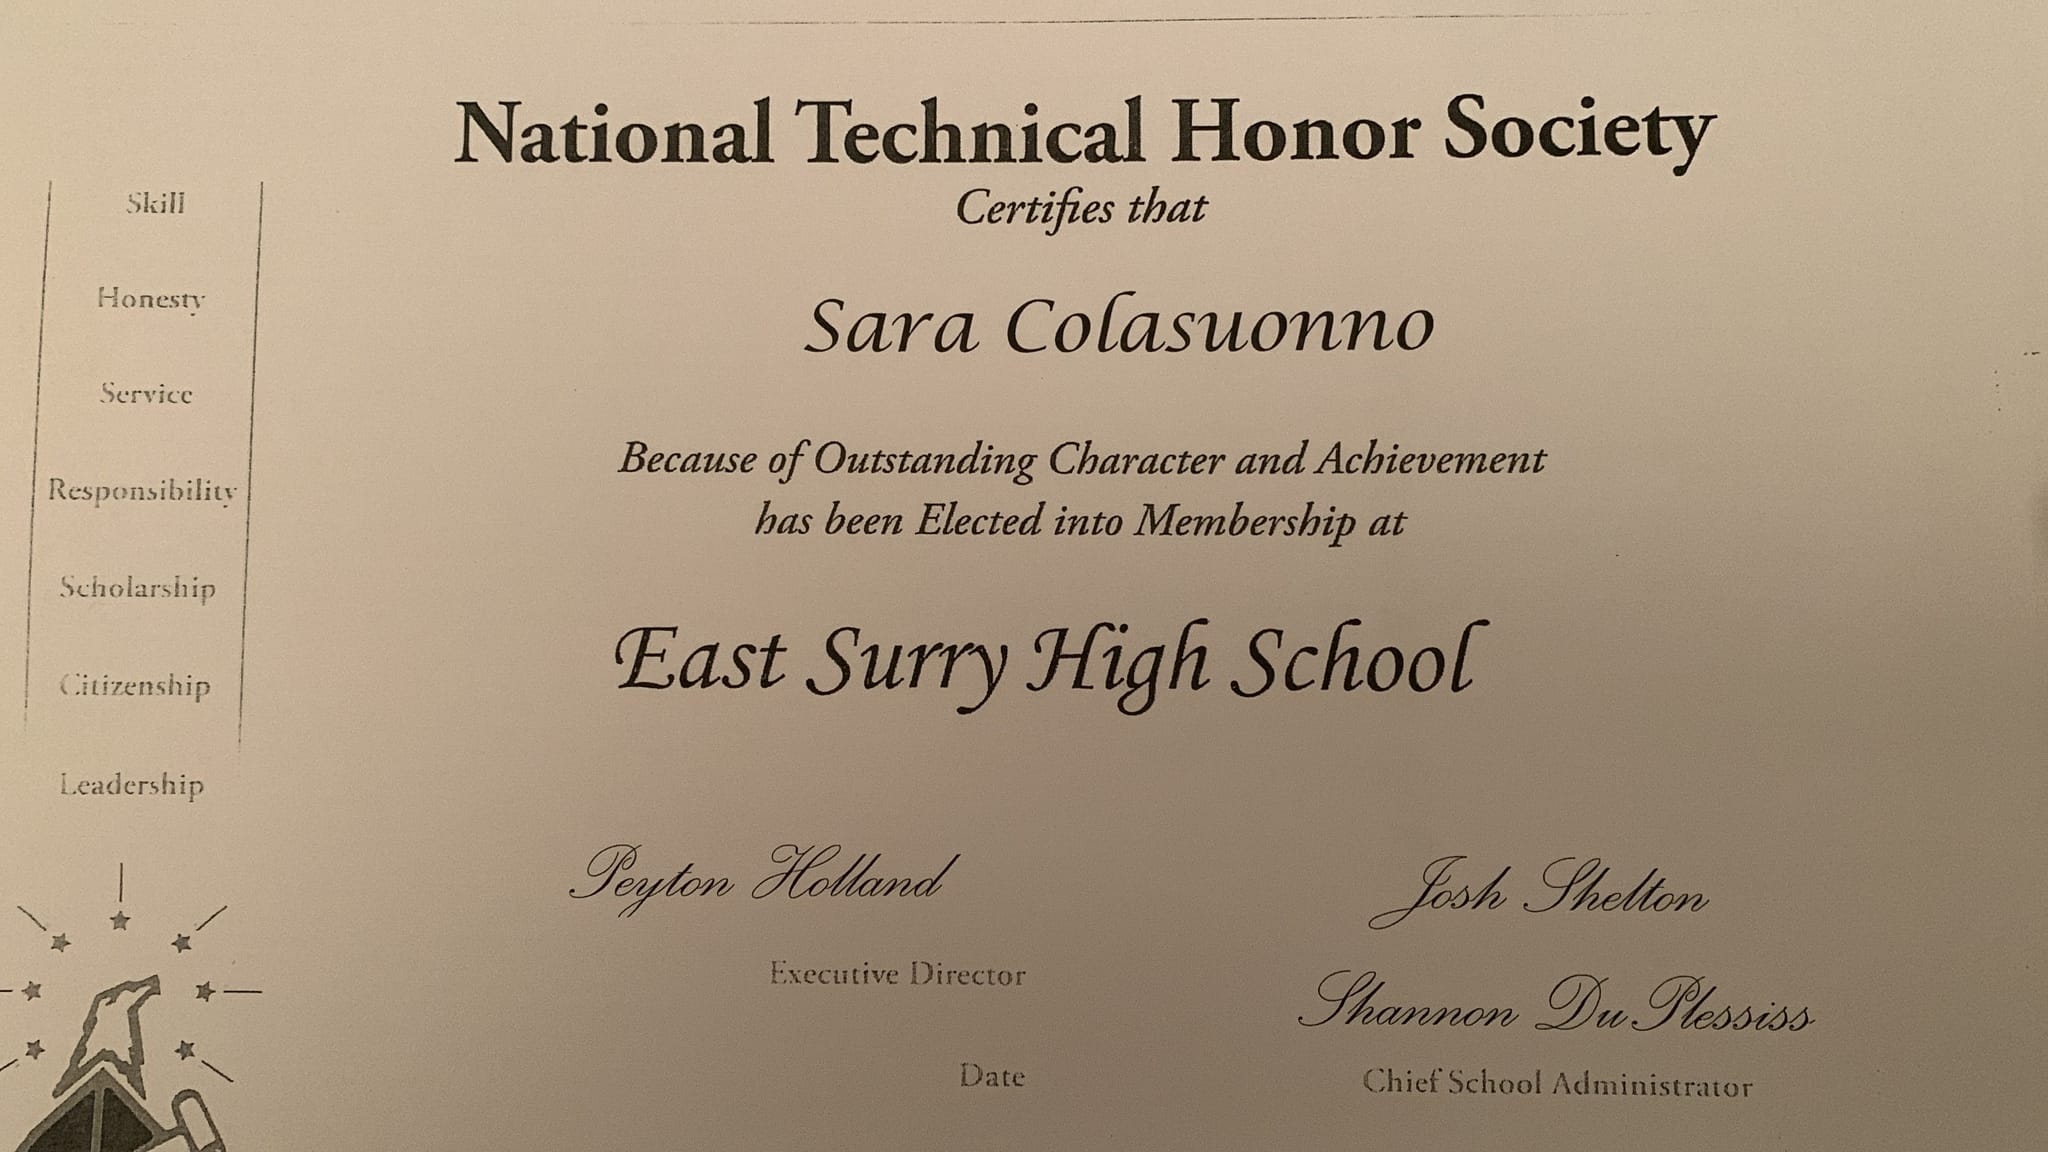 National Technical Honor Society
Certifies that
Sara Colasuonno
Because of Outstanding Character and Achievement
has been Elected into Membership at
East Surry High School
Skill
Honesty
Service
Responsibility
Scholarship
Citizenship
Leadership
Peyton Holland
Executive Director
Date
Josh Shelton
Shannon Du Plessiss
Chief School Administrator